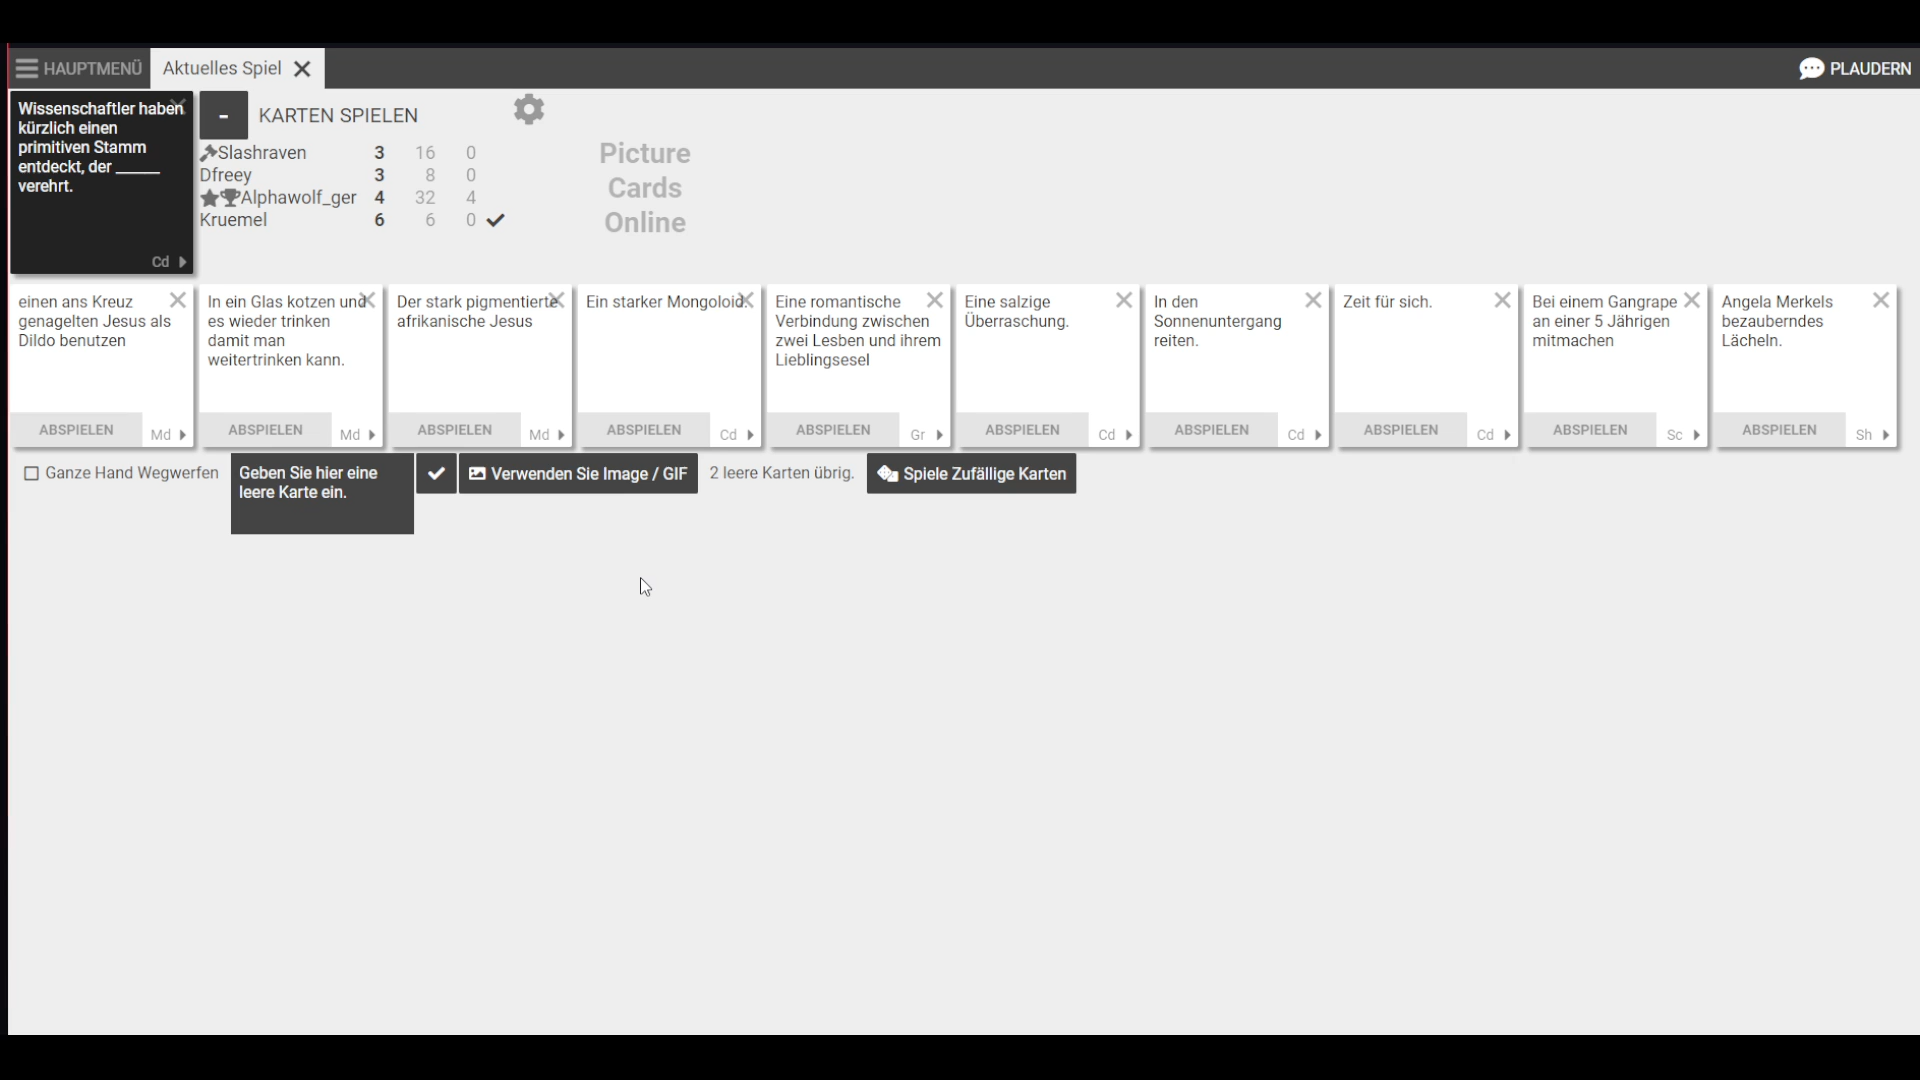 HAUPTMENÜ
Aktuelles Spiel
PLAUDERN
Wissenschaftler haben
kürzlich einen
primitiven Stamm
entdeckt, der ______
verehrt.
Cd
-
KARTEN SPIELEN
Slashraven 3 16 0
Dfreey 3 8 0
Alphawolf_ger 4 32 4
Kruemel 6 6 0
Picture
Cards
Online
einen ans Kreuz
genagelten Jesus als
Dildo benutzen
ABSPIELEN
Md
In ein Glas kotzen und
es wieder trinken
damit man
weitertrinken kann.
ABSPIELEN
Md
Der stark pigmentierte
afrikanische Jesus
ABSPIELEN
Md
Ein starker Mongoloid.
ABSPIELEN
Cd
Eine romantische
Verbindung zwischen
zwei Lesben und ihrem
Lieblingsesel
ABSPIELEN
Gr
Eine salzige
Überraschung.
ABSPIELEN
Cd
In den
Sonnenuntergang
reiten.
ABSPIELEN
Cd
Zeit für sich.
ABSPIELEN
Cd
Bei einem Gangrape
an einer 5 Jährigen
mitmachen
ABSPIELEN
Sc
Angela Merkels
bezauberndes
Lächeln.
ABSPIELEN
Sh
Ganze Hand Wegwerfen
Geben Sie hier eine
leere Karte ein.
Verwenden Sie Image / GIF
2 leere Karten übrig.
Spiele Zufällige Karten